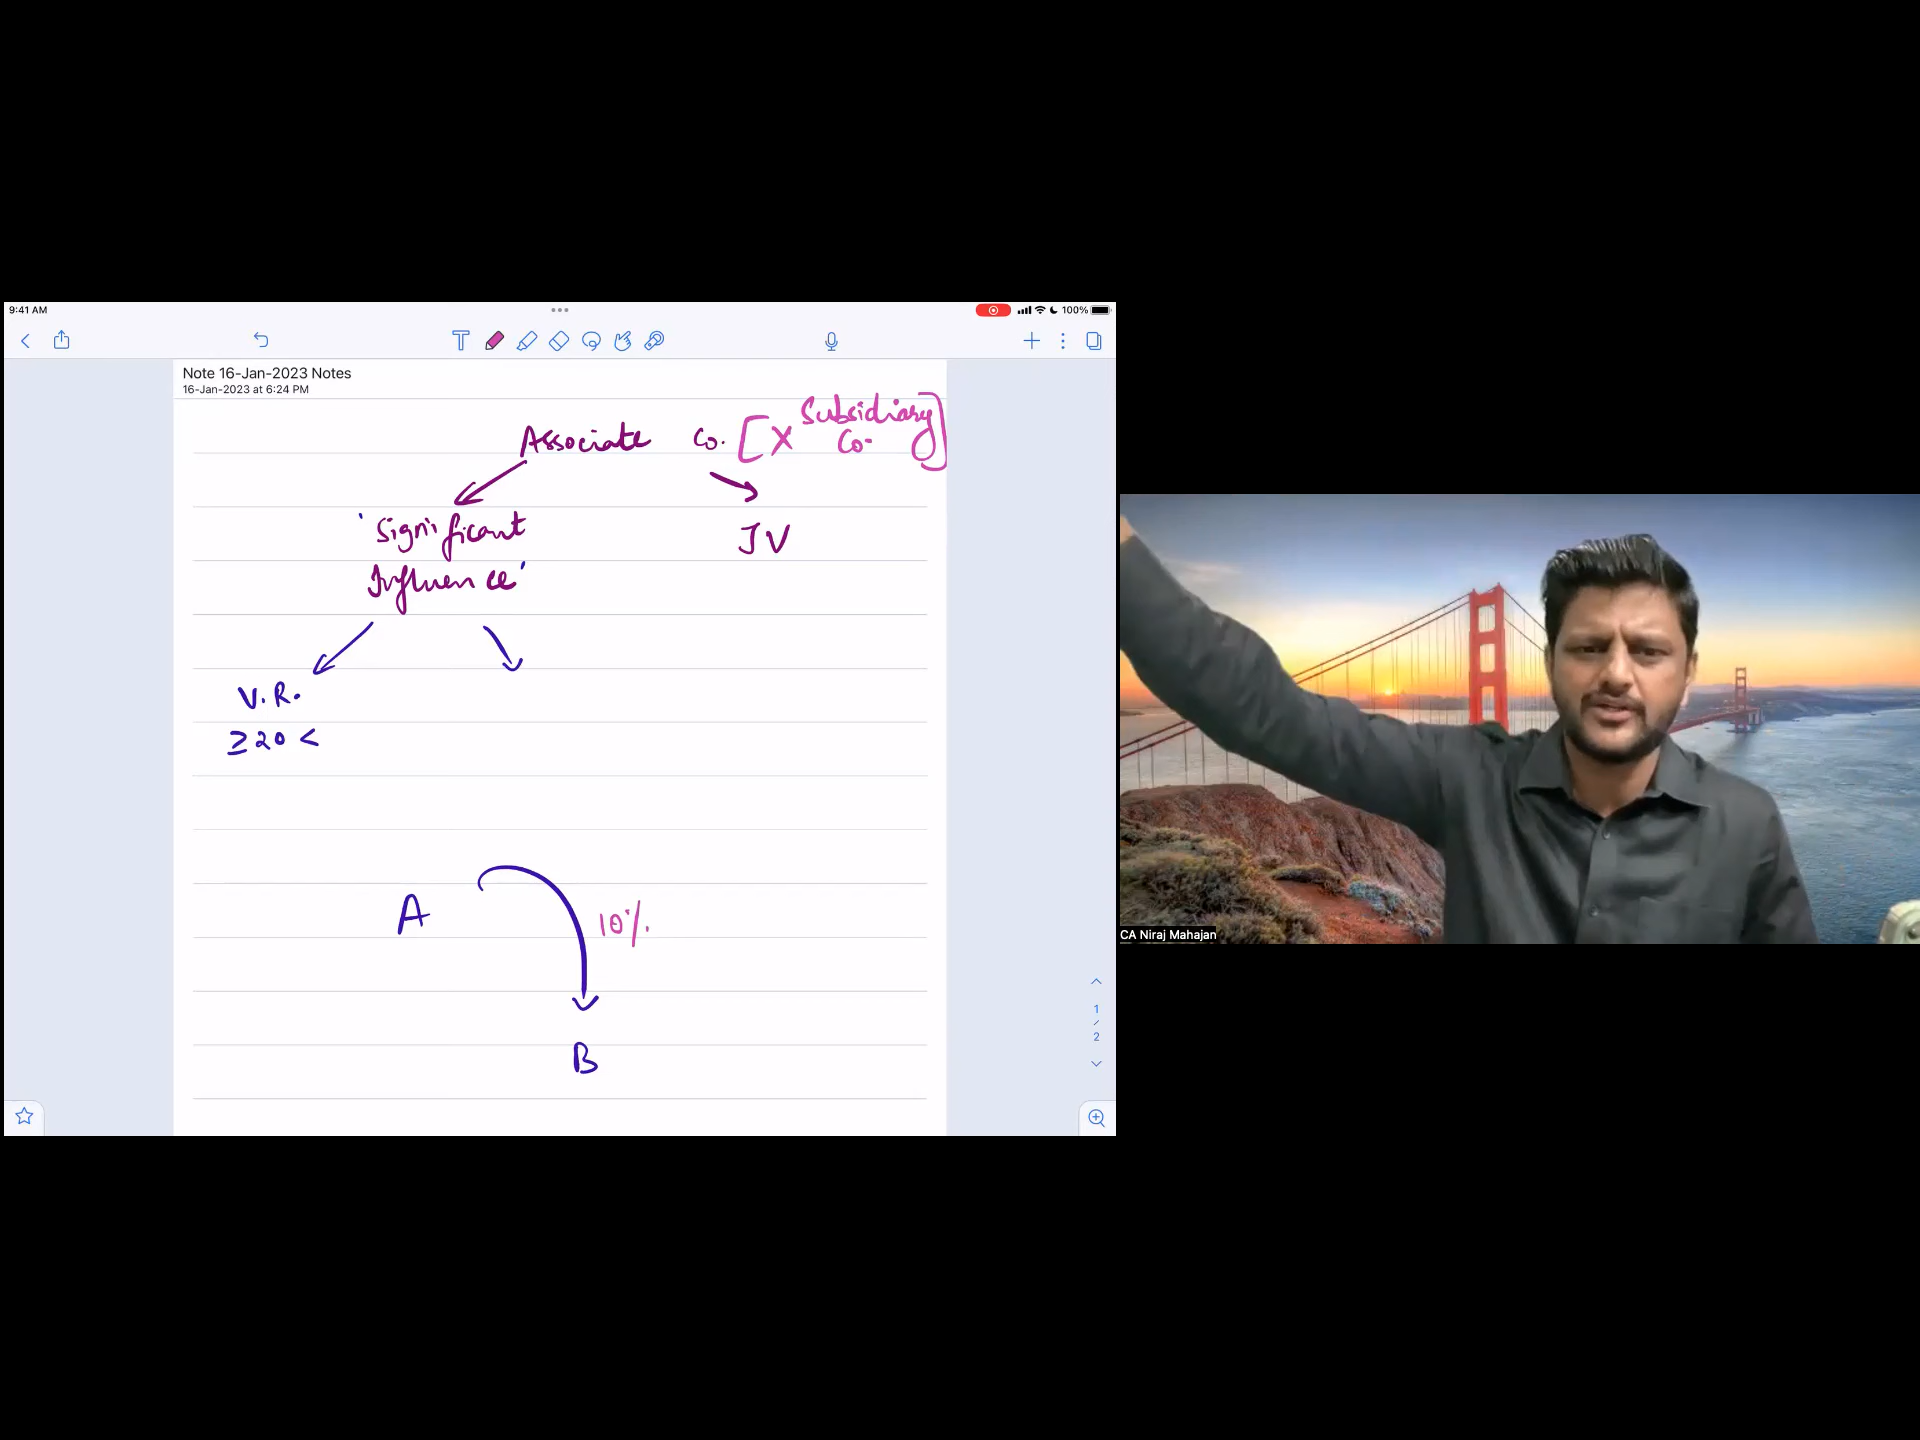 9:41 AM
100%
Note 16-Jan-2023 Notes
16-Jan-2023 at 6:24 PM
Associate Co. [X Subsidiary Co.]
'Significant Influence'
JV
V.R.
≥20 <
A
10%
B
1
/
2
CA Niraj Mahajan